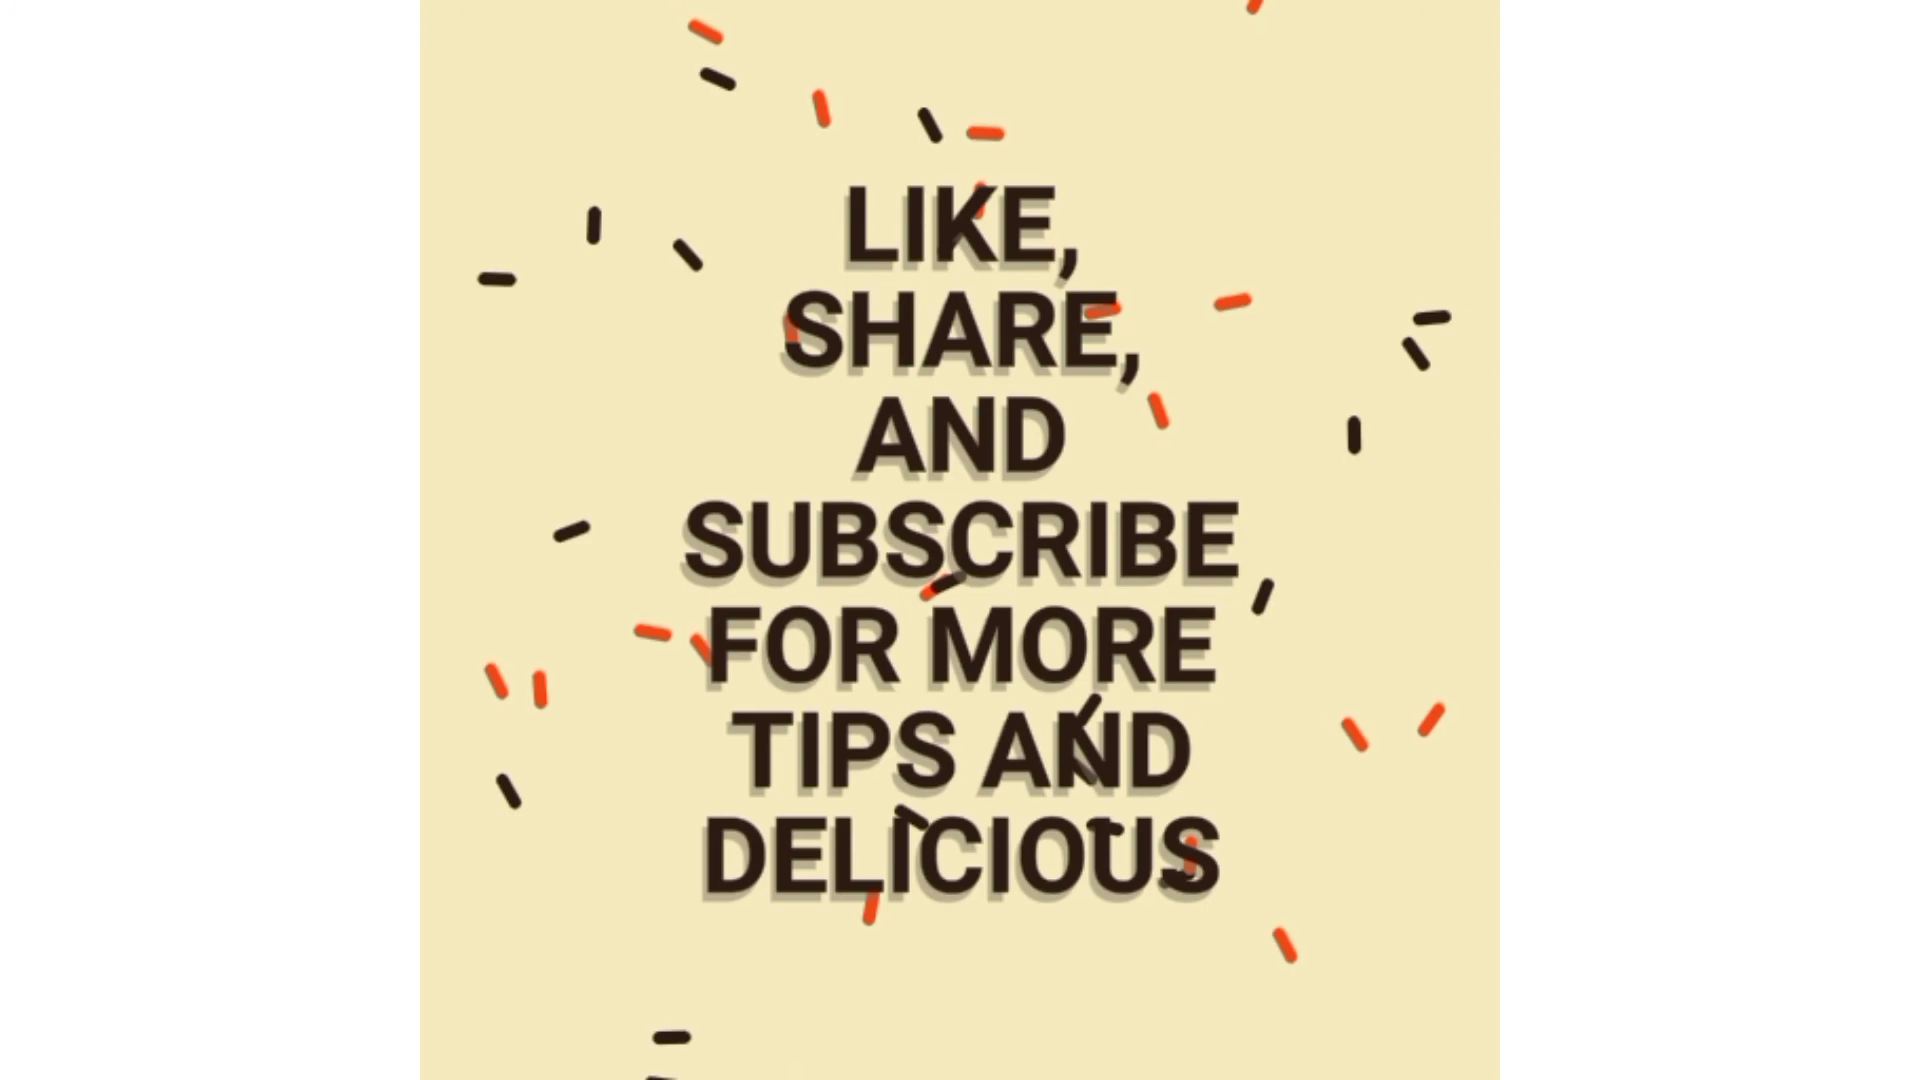 LIKE,
SHARE,
AND
SUBSCRIBE
FOR MORE
TIPS AND
DELICIOUS